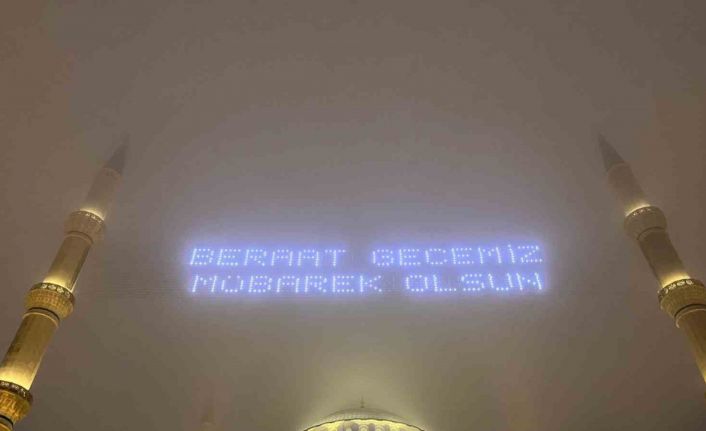 BERAAT GECEMİZ
MÜBAREK OLSUN